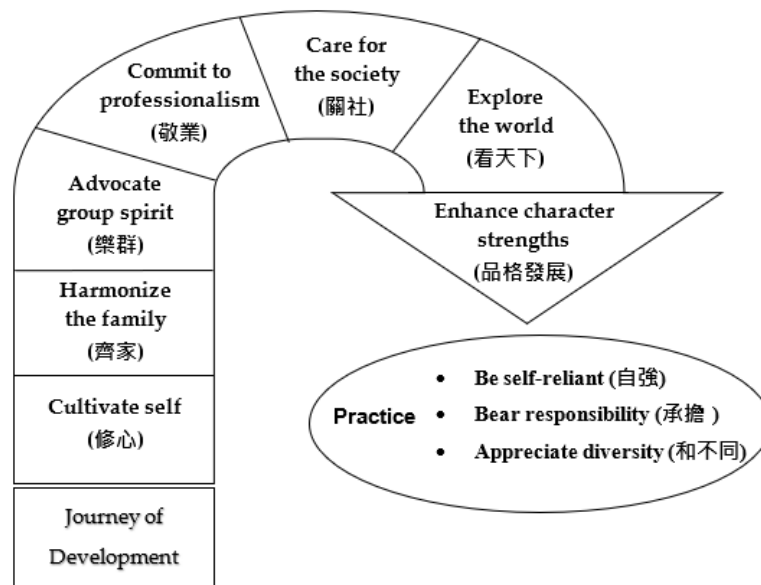 Journey of
Development
Cultivate self
(修心)
Harmonize
the family
(齊家)
Advocate
group spirit
(樂群)
Commit to
professionalism
(敬業)
Care for
the society
(關社)
Explore
the world
(看天下)
Enhance character
strengths
(品格發展)
Practice
• Be self-reliant (自強)
• Bear responsibility (承擔 )
• Appreciate diversity (和不同)